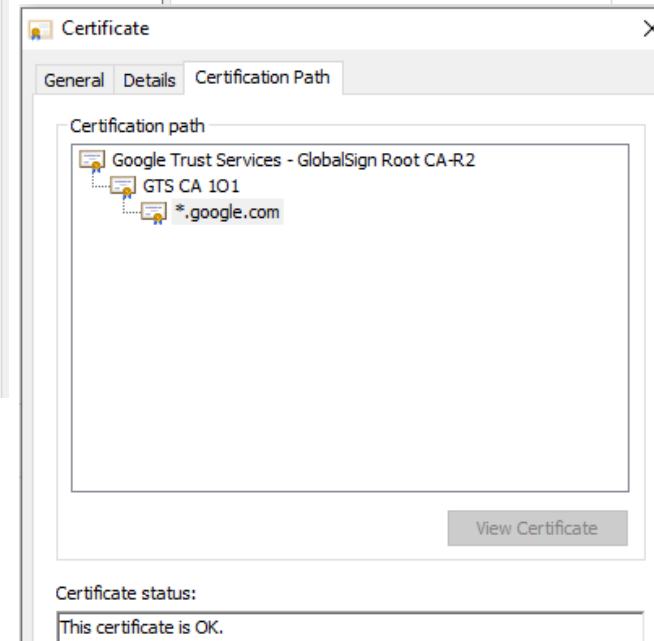 Certificate
General Details Certification Path
Certification path
Google Trust Services - GlobalSign Root CA-R2
GTS CA 1O1
*.google.com
View Certificate
Certificate status:
This certificate is OK.